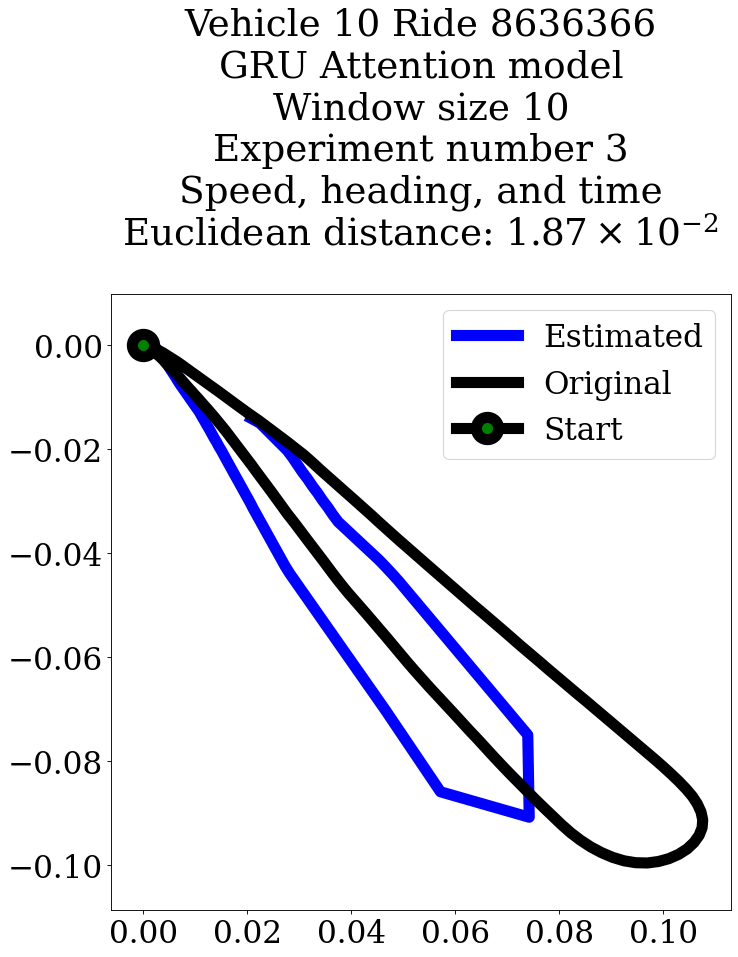 Vehicle 10 Ride 8636366
GRU Attention model
Window size 10
Experiment number 3
Speed, heading, and time
Euclidean distance: 1.87 × 10⁻²
Estimated
Original
Start
0.00
−0.02
−0.04
−0.06
−0.08
−0.10
0.00 0.02 0.04 0.06 0.08 0.10